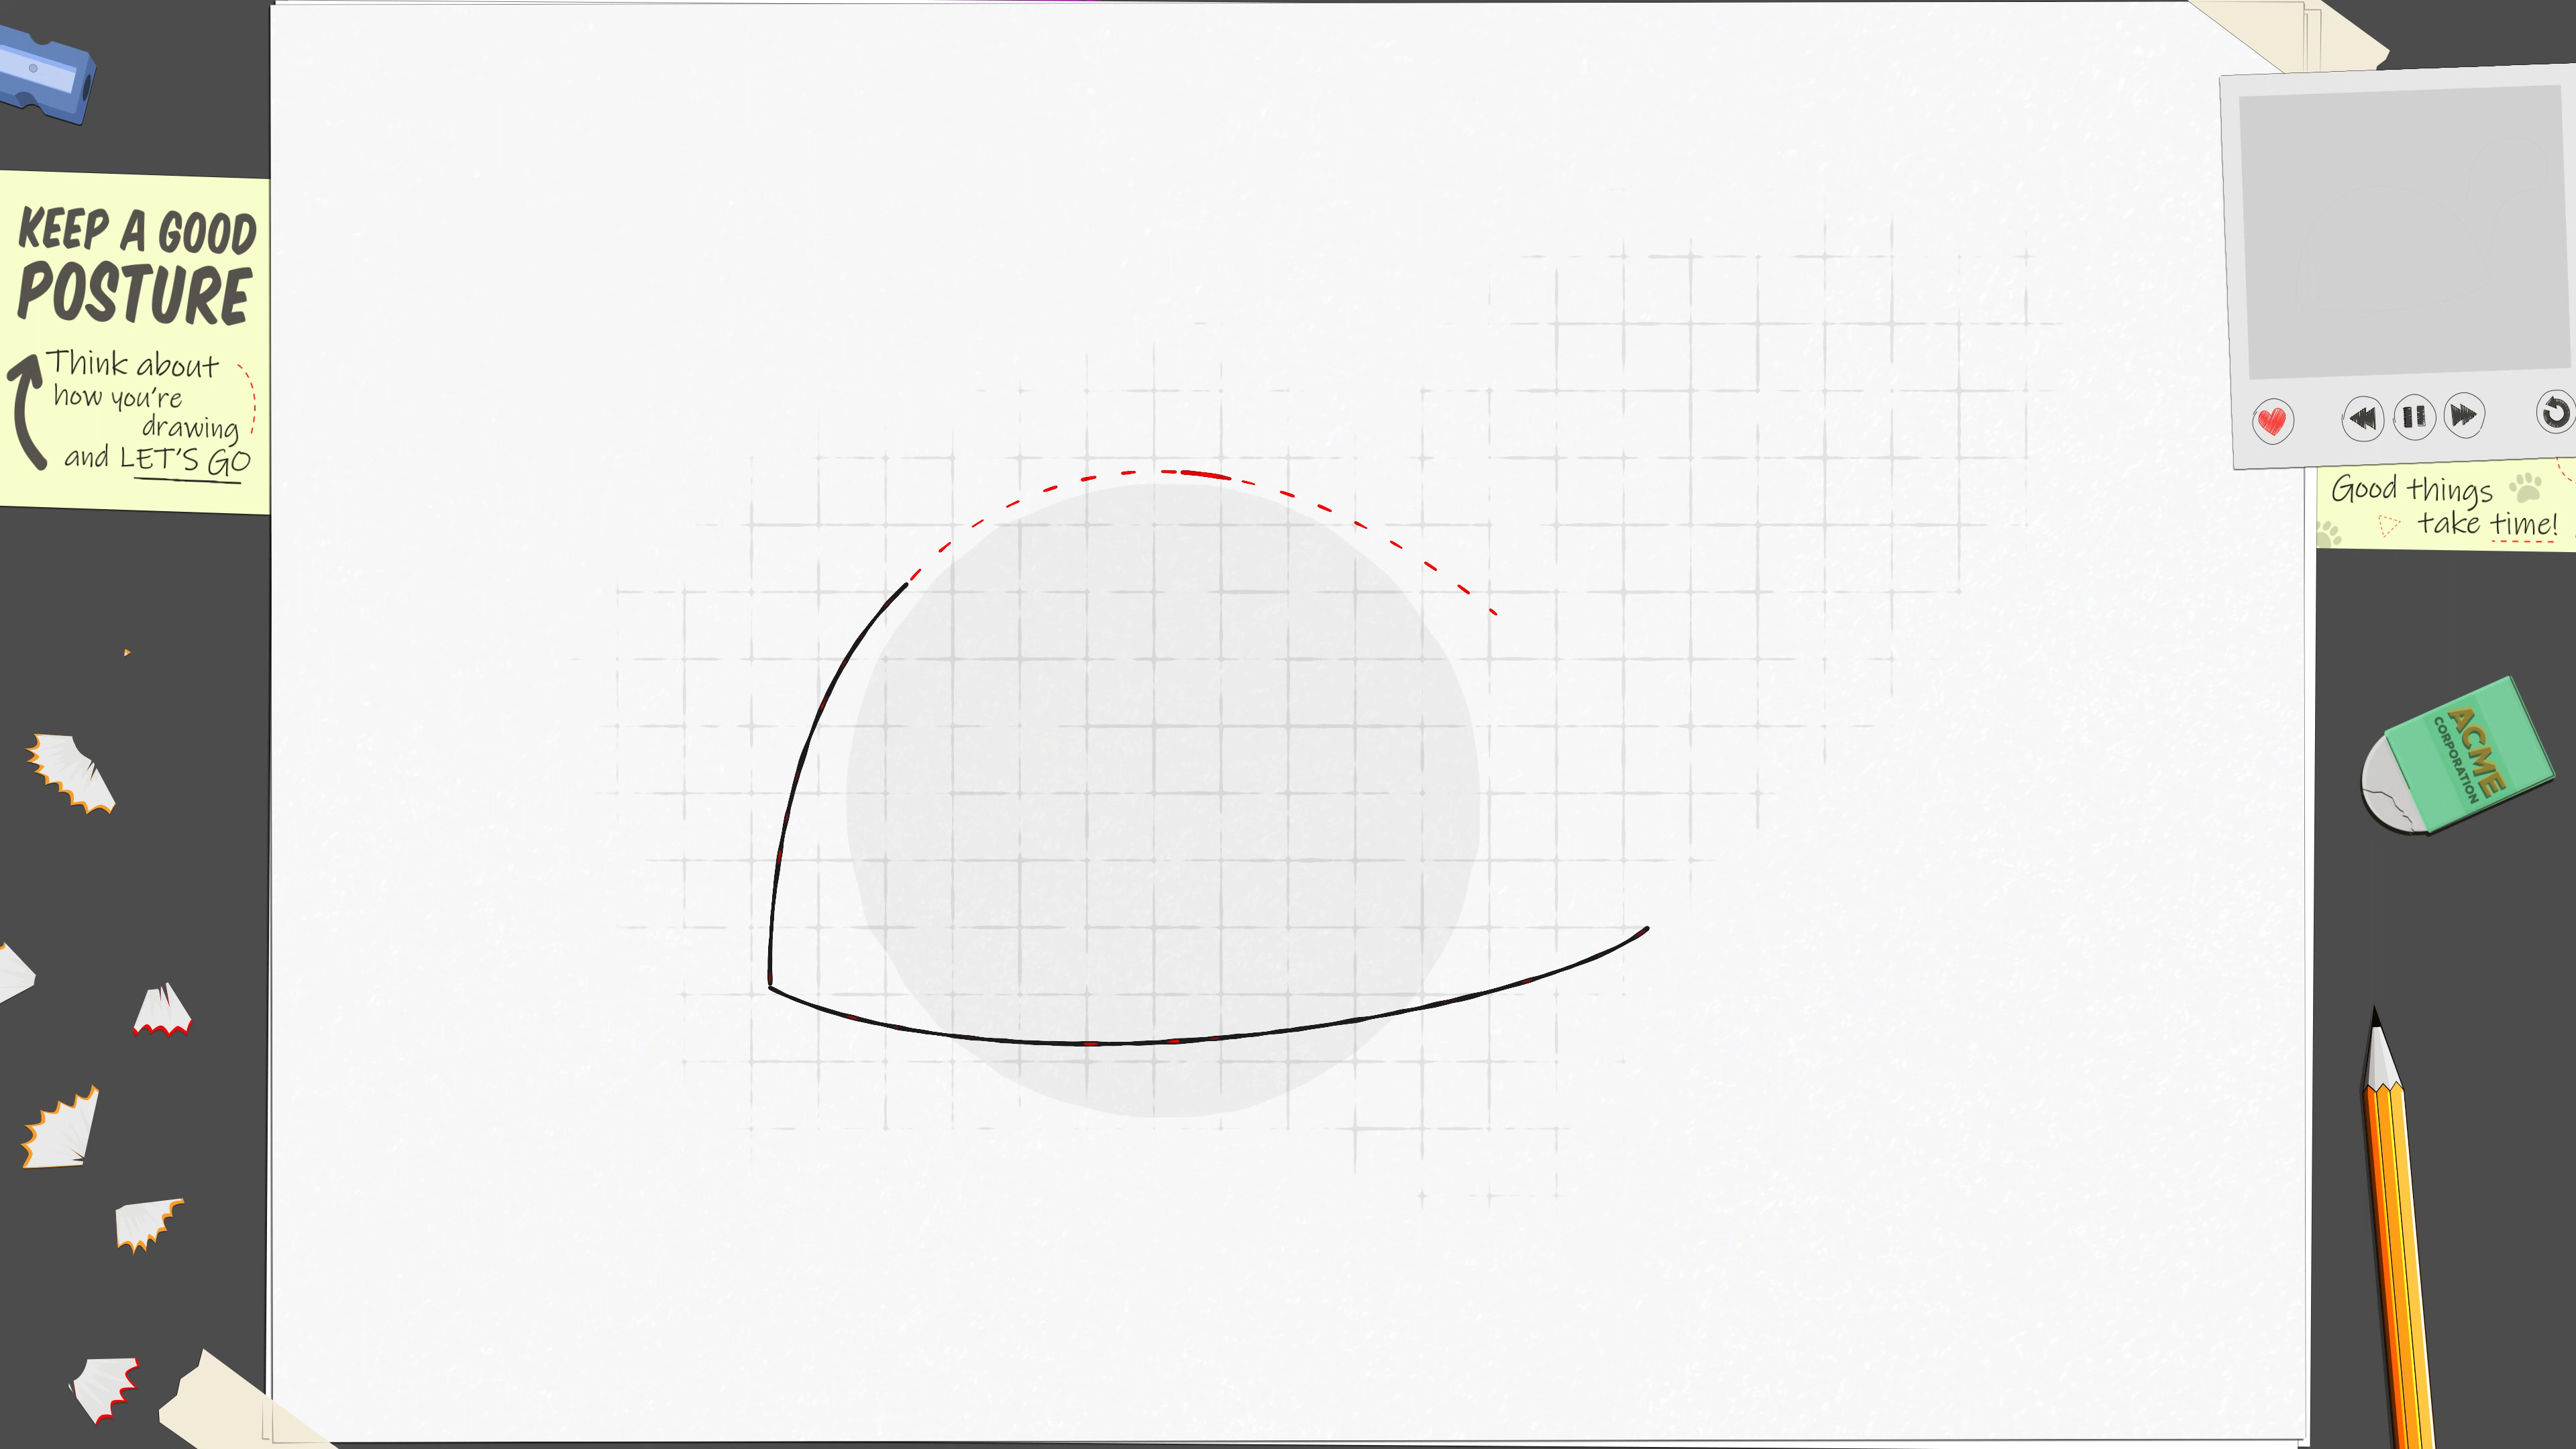 KEEP A GOOD
POSTURE
Think about
how you're
drawing
and LET'S GO
Good things
take time!
ACME
CORPORATION